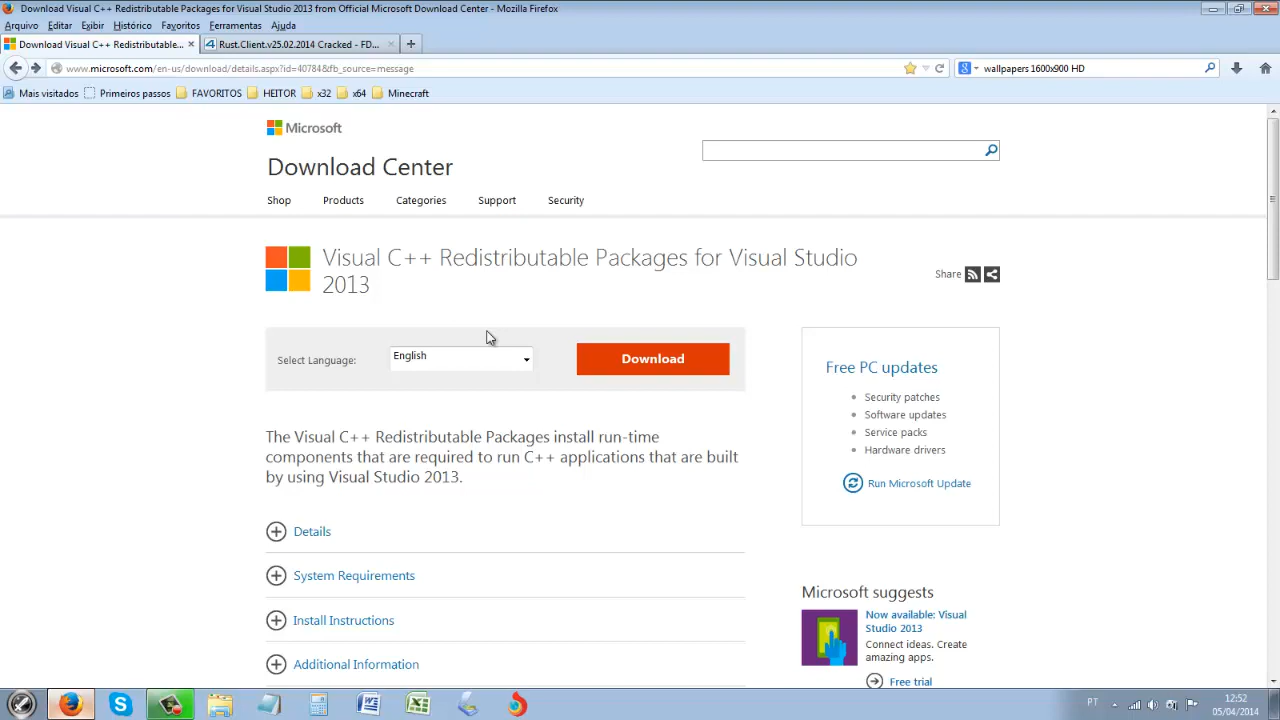 Download Visual C++ Redistributable Packages for Visual Studio 2013 from Official Microsoft Download Center - Mozilla Firefox
Arquivo Editar Exibir Histórico Favoritos Ferramentas Ajuda
Download Visual C++ Redistributable... × Rust.Client.v25.02.2014 Cracked - FD... × +
www.microsoft.com/en-us/download/details.aspx?id=40784&fb_source=message
wallpapers 1600x900 HD
Mais visitados Primeiros passos FAVORITOS HEITOR x32 x64 Minecraft
Microsoft
Download Center
Shop Products Categories Support Security
Visual C++ Redistributable Packages for Visual Studio
2013
Share
Select Language: English Download
The Visual C++ Redistributable Packages install run-time
components that are required to run C++ applications that are built
by using Visual Studio 2013.
Details
System Requirements
Install Instructions
Additional Information
Free PC updates
Security patches
Software updates
Service packs
Hardware drivers
Run Microsoft Update
Microsoft suggests
Now available: Visual
Studio 2013
Connect ideas. Create
amazing apps.
Free trial
PT 12:52
05/04/2014